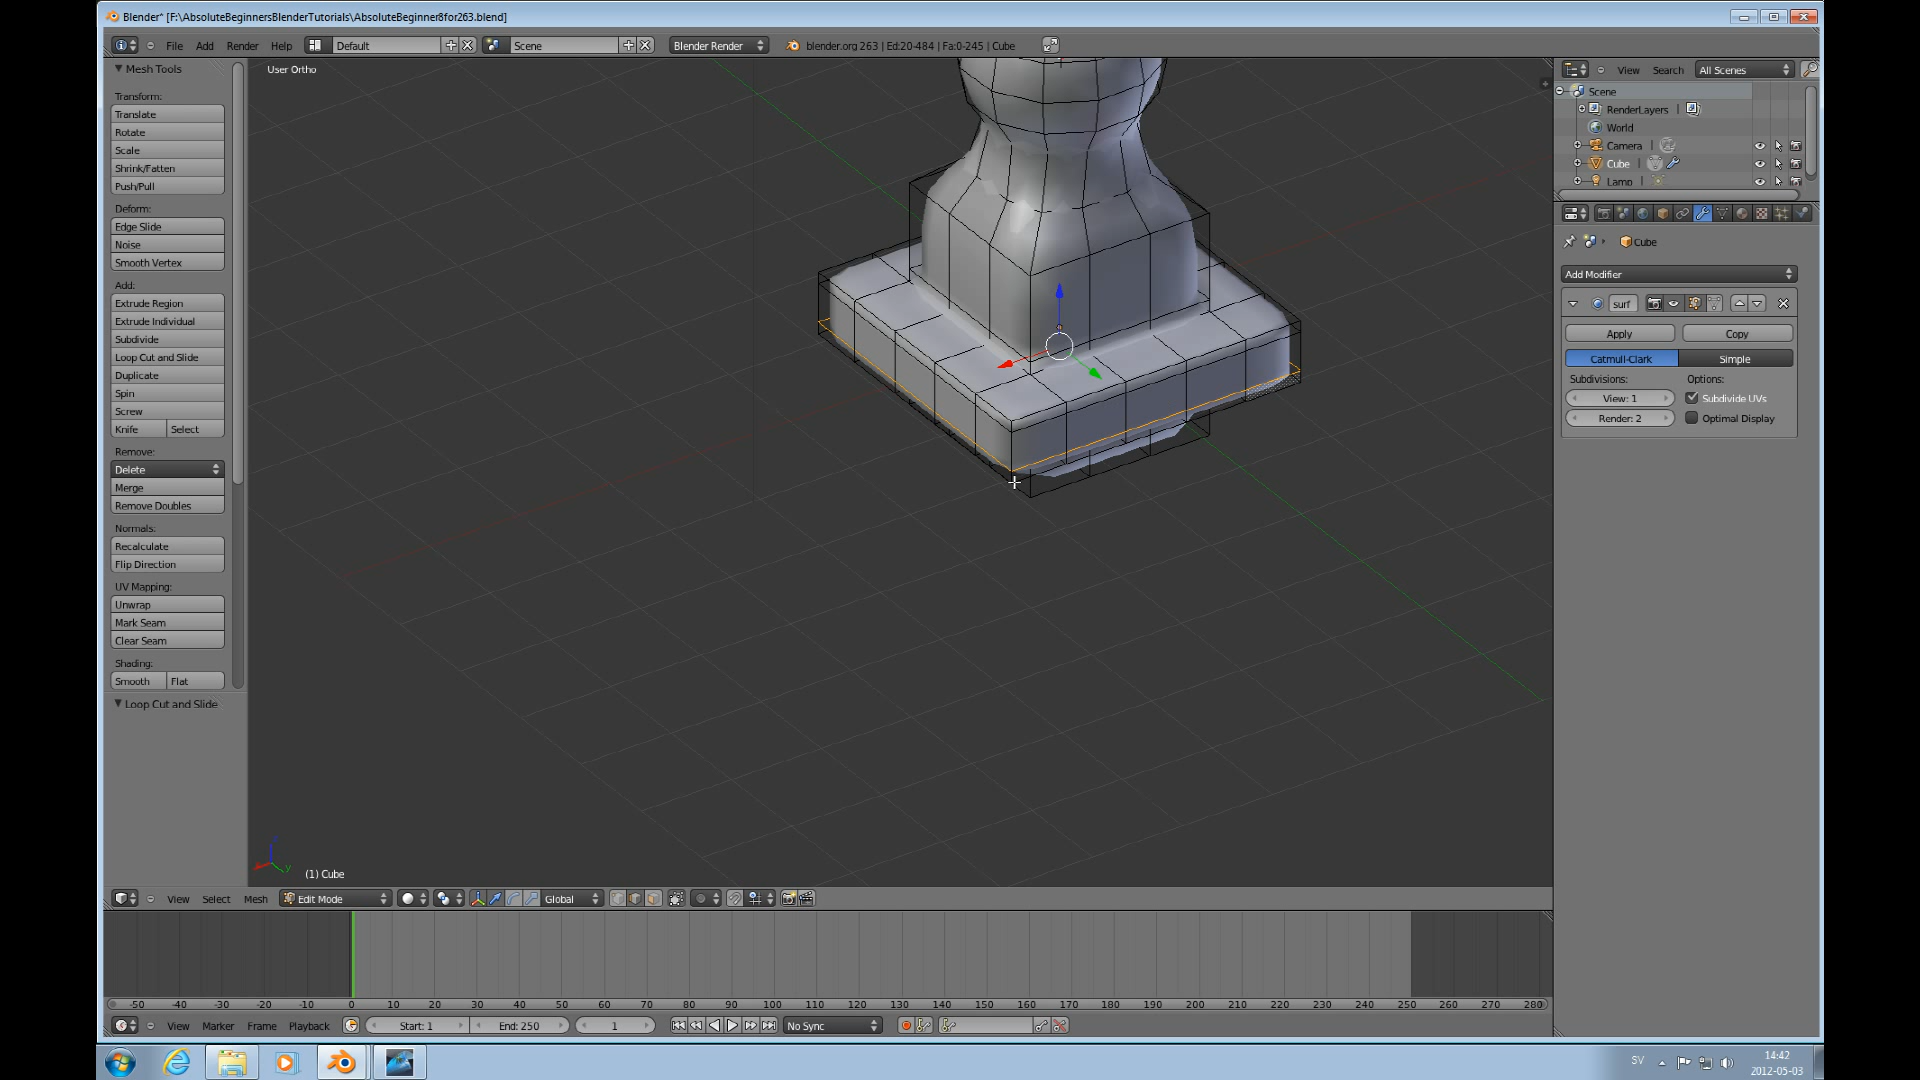 Blender* [F:\AbsoluteBeginnersBlenderTutorials\AbsoluteBeginner8for263.blend]
File Add Render Help Default Scene Blender Render blender.org 263 | Ed:20-484 | Fa:0-245 | Cube
Mesh Tools
Transform:
Translate
Rotate
Scale
Shrink/Fatten
Push/Pull
Deform:
Edge Slide
Noise
Smooth Vertex
Add:
Extrude Region
Extrude Individual
Subdivide
Loop Cut and Slide
Duplicate
Spin
Screw
Knife Select
Remove:
Delete
Merge
Remove Doubles
Normals:
Recalculate
Flip Direction
UV Mapping:
Unwrap
Mark Seam
Clear Seam
Shading:
Smooth Flat
Loop Cut and Slide
User Ortho
(1) Cube
View Search All Scenes
Scene
RenderLayers |
World
Camera |
Cube |
Lamp |
Cube
Add Modifier
surf
Apply Copy
Catmull-Clark Simple
Subdivisions: Options:
View: 1 Subdivide UVs
Render: 2 Optimal Display
View Select Mesh Edit Mode Global
-50 -40 -30 -20 -10 0 10 20 30 40 50 60 70 80 90 100 110 120 130 140 150 160 170 180 190 200 210 220 230 240 250 260 270 280
View Marker Frame Playback Start: 1 End: 250 1 No Sync
SV 14:42
2012-05-03